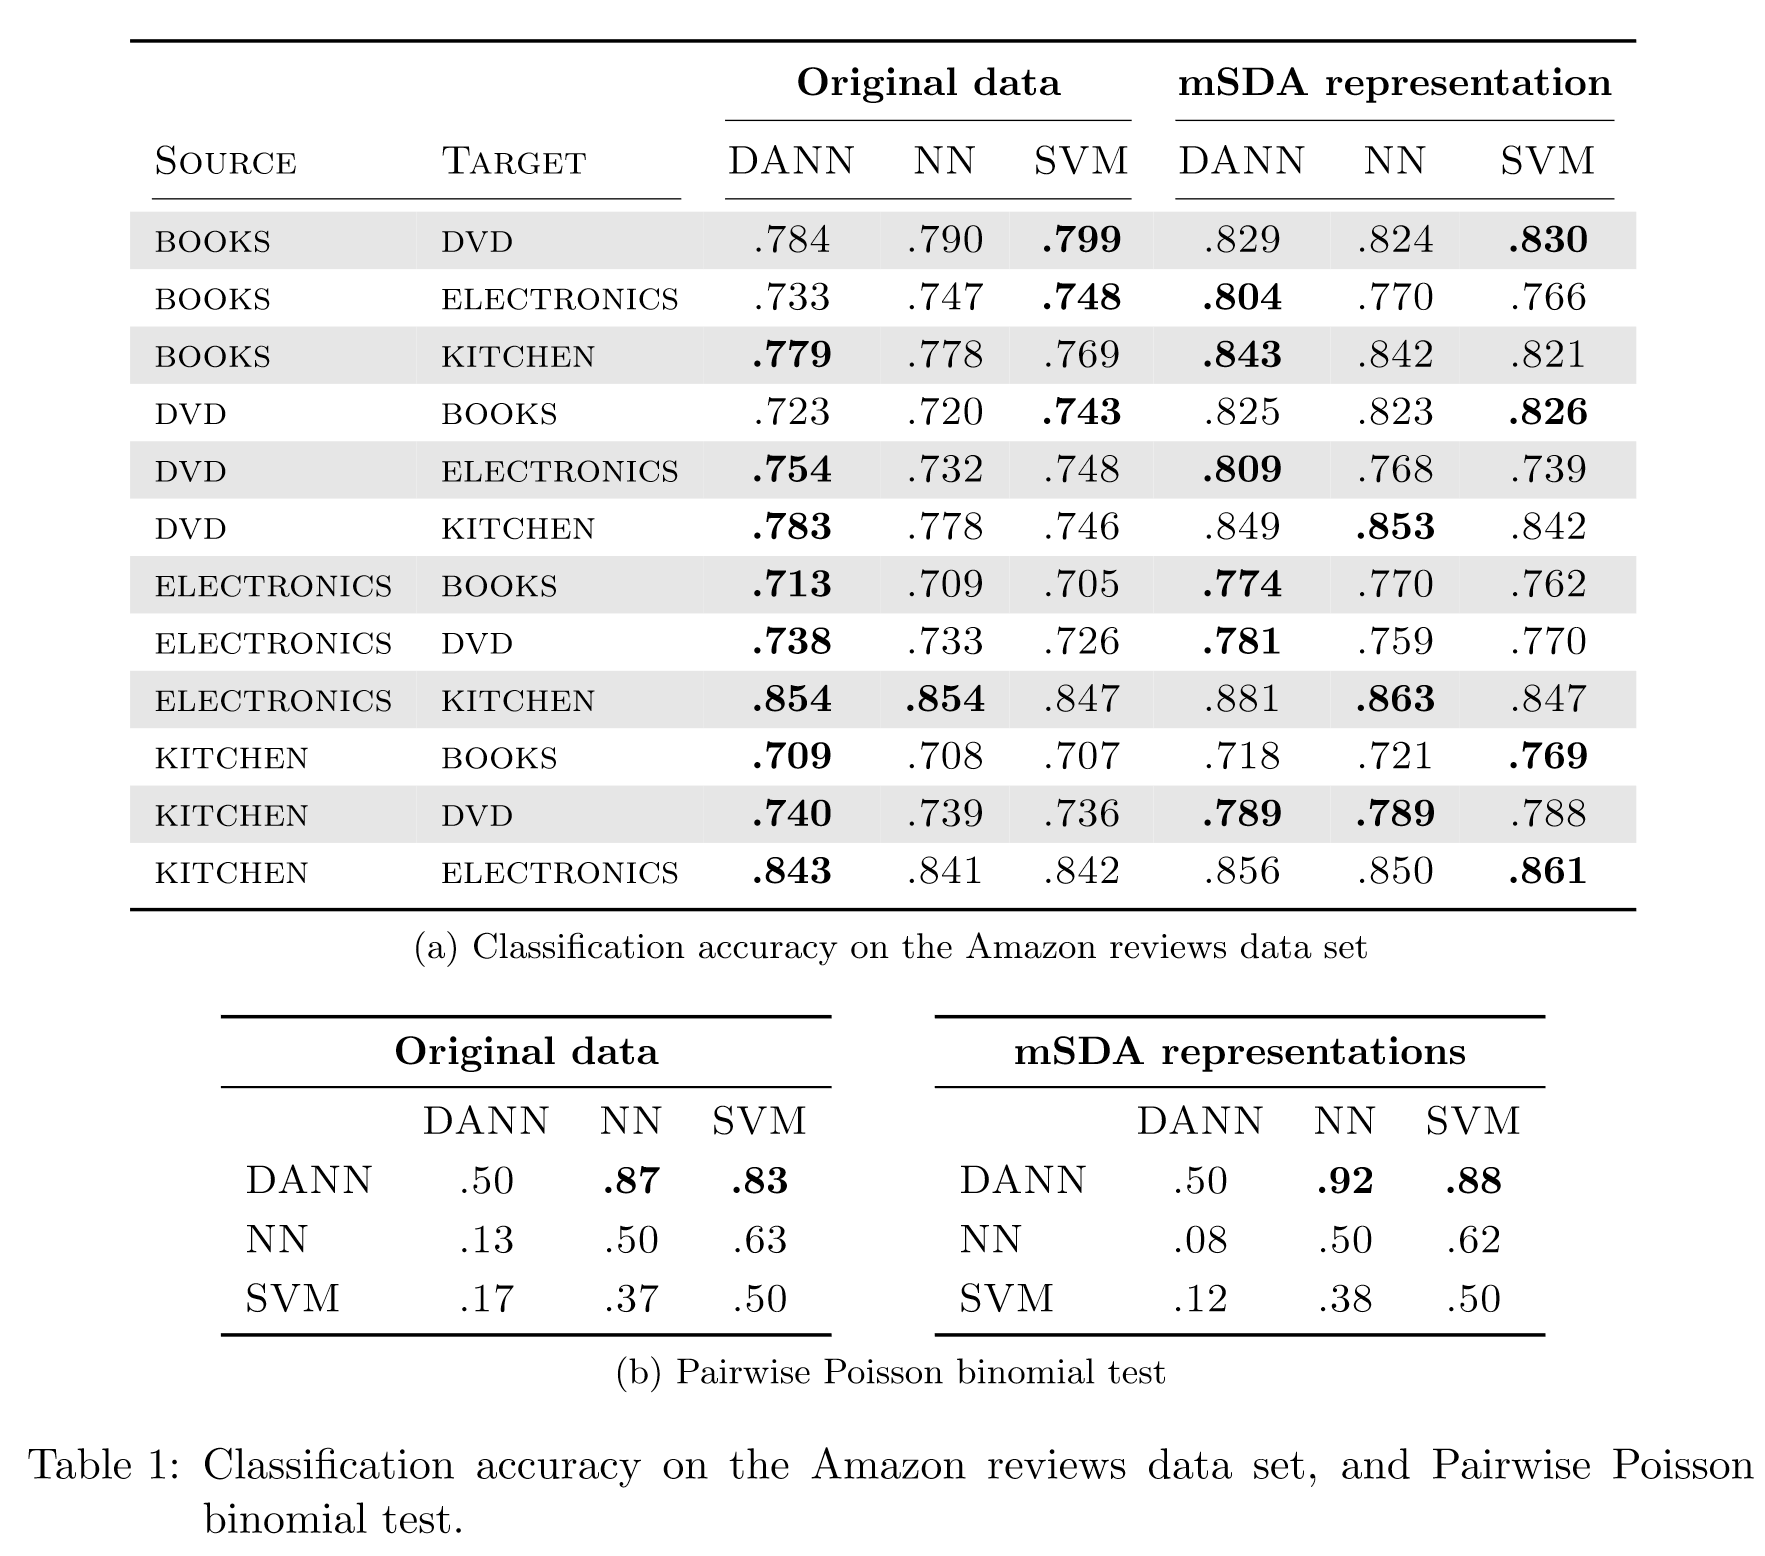 Original data mSDA representation
Source Target DANN NN SVM DANN NN SVM
books dvd .784 .790 .799 .829 .824 .830
books electronics .733 .747 .748 .804 .770 .766
books kitchen .779 .778 .769 .843 .842 .821
dvd books .723 .720 .743 .825 .823 .826
dvd electronics .754 .732 .748 .809 .768 .739
dvd kitchen .783 .778 .746 .849 .853 .842
electronics books .713 .709 .705 .774 .770 .762
electronics dvd .738 .733 .726 .781 .759 .770
electronics kitchen .854 .854 .847 .881 .863 .847
kitchen books .709 .708 .707 .718 .721 .769
kitchen dvd .740 .739 .736 .789 .789 .788
kitchen electronics .843 .841 .842 .856 .850 .861
(a) Classification accuracy on the Amazon reviews data set
Original data
DANN NN SVM
DANN .50 .87 .83
NN .13 .50 .63
SVM .17 .37 .50
mSDA representations
DANN NN SVM
DANN .50 .92 .88
NN .08 .50 .62
SVM .12 .38 .50
(b) Pairwise Poisson binomial test
Table 1: Classification accuracy on the Amazon reviews data set, and Pairwise Poisson
binomial test.